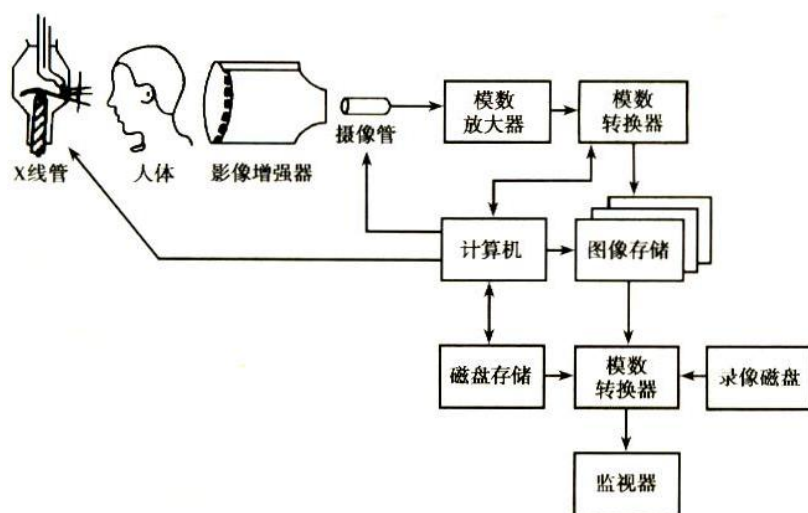 模数
放大器
模数
转换器
摄像管
X线管
人体
影像增强器
计算机
图像存储
磁盘存储
模数
转换器
录像磁盘
监视器